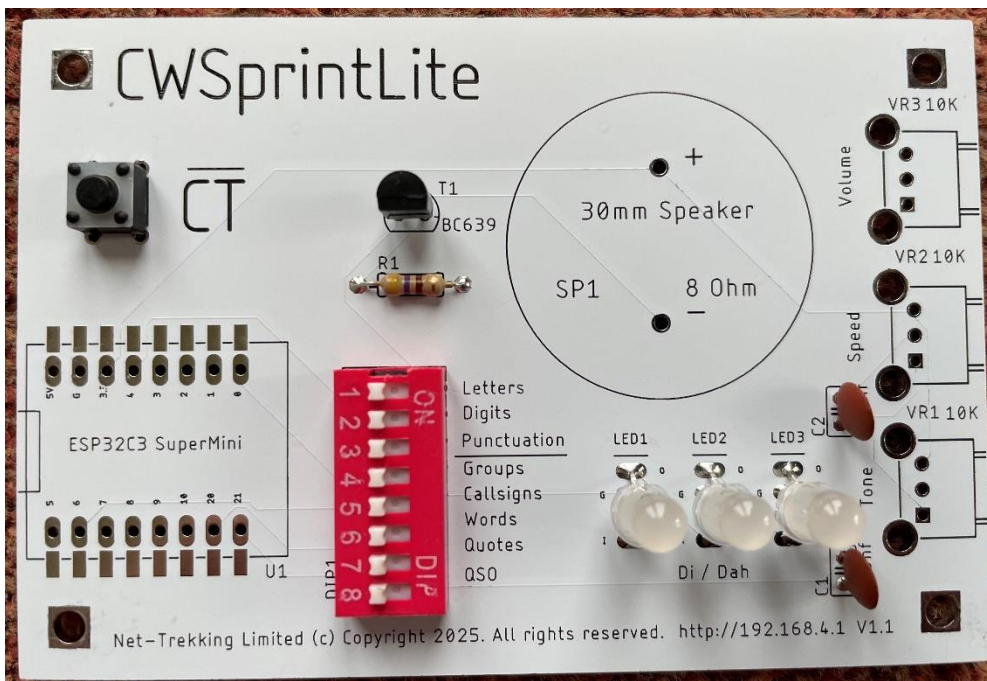 CWSprintLite
VR3 10K
Volume
CT
T1
BC639
+
30mm Speaker
R1
SP1
8 Ohm
-
VR2 10K
Speed
5V G 3.3 4 3 2 1 0
ESP32C3 SuperMini
5 6 7 8 9 10 20 21
U1
ON
1 2 3 4 5 6 7 8
DIP
DIP1
Letters
Digits
Punctuation
Groups
Callsigns
Words
Quotes
QSO
LED1 LED2 LED3
O O O
G G G
I
Di / Dah
C2
VR1 10K
Tone
C1
Net-Trekking Limited (c) Copyright 2025. All rights reserved. http://192.168.4.1 V1.1